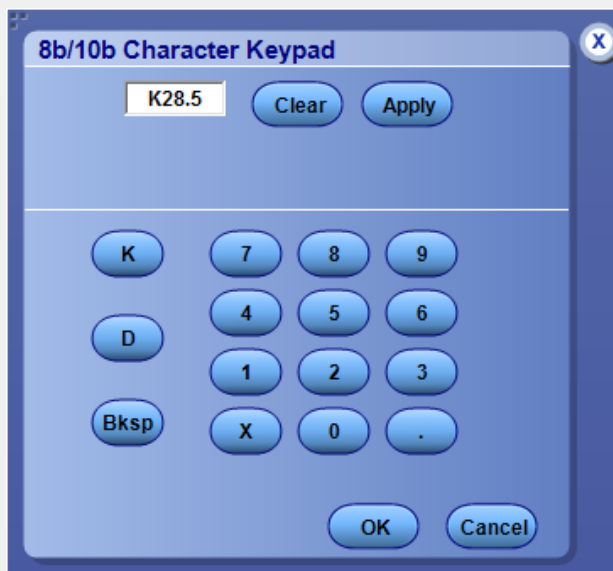 8b/10b Character Keypad
X
K28.5 Clear Apply
K 7 8 9
4 5 6
D
1 2 3
Bksp
X 0 .
OK Cancel